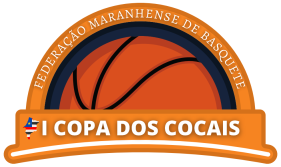 FEDERAÇÃO MARANHENSE DE BASQUETE
I COPA DOS COCAIS